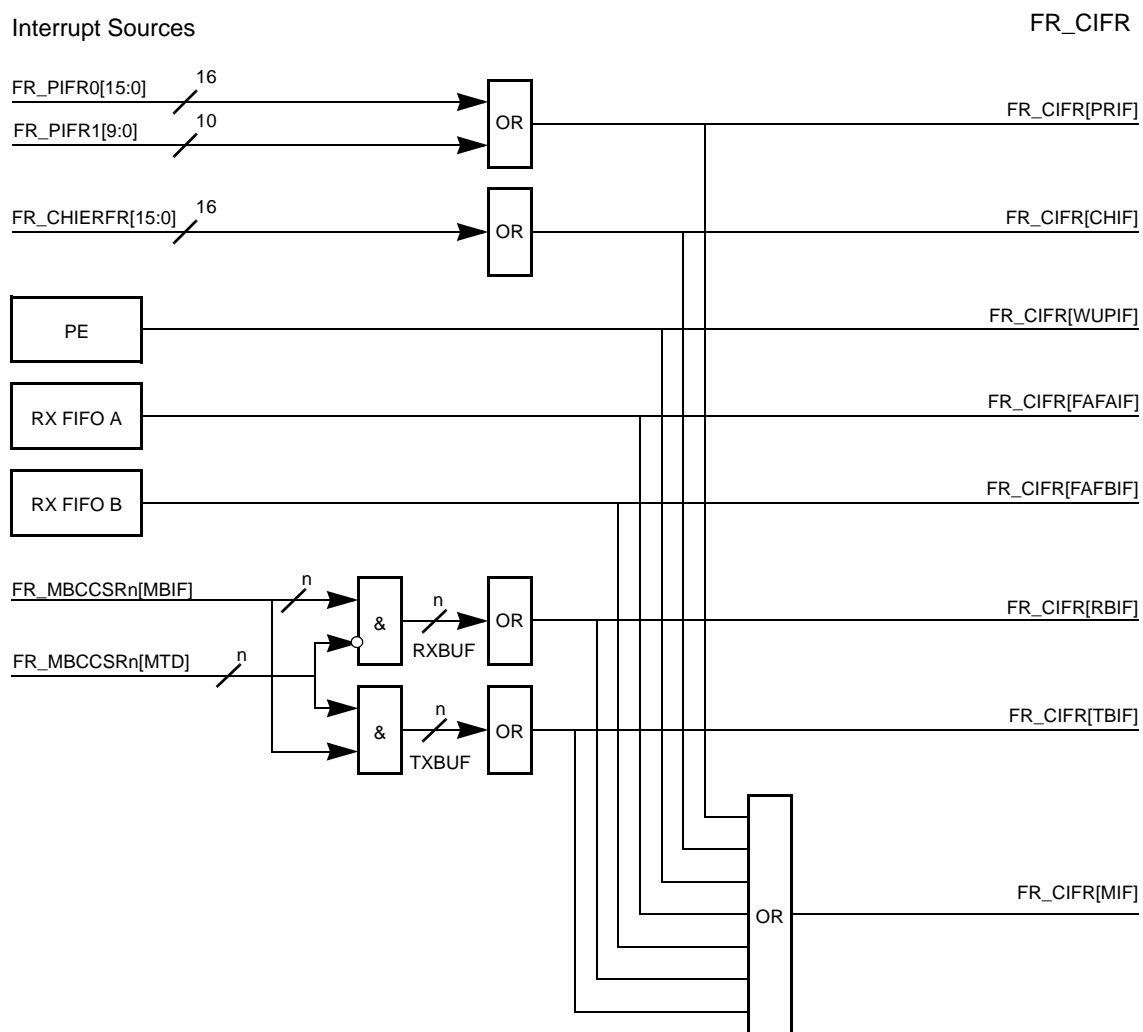 Interrupt Sources
FR_CIFR
FR_PIFR0[15:0]
16
FR_PIFR1[9:0]
10
OR
FR_CIFR[PRIF]
FR_CHIERFR[15:0]
16
OR
FR_CIFR[CHIF]
PE
FR_CIFR[WUPIF]
RX FIFO A
FR_CIFR[FAFAIF]
RX FIFO B
FR_CIFR[FAFBIF]
FR_MBCCSRn[MBIF]
n
&
n
RXBUF
OR
FR_CIFR[RBIF]
FR_MBCCSRn[MTD]
n
&
n
TXBUF
OR
FR_CIFR[TBIF]
OR
FR_CIFR[MIF]